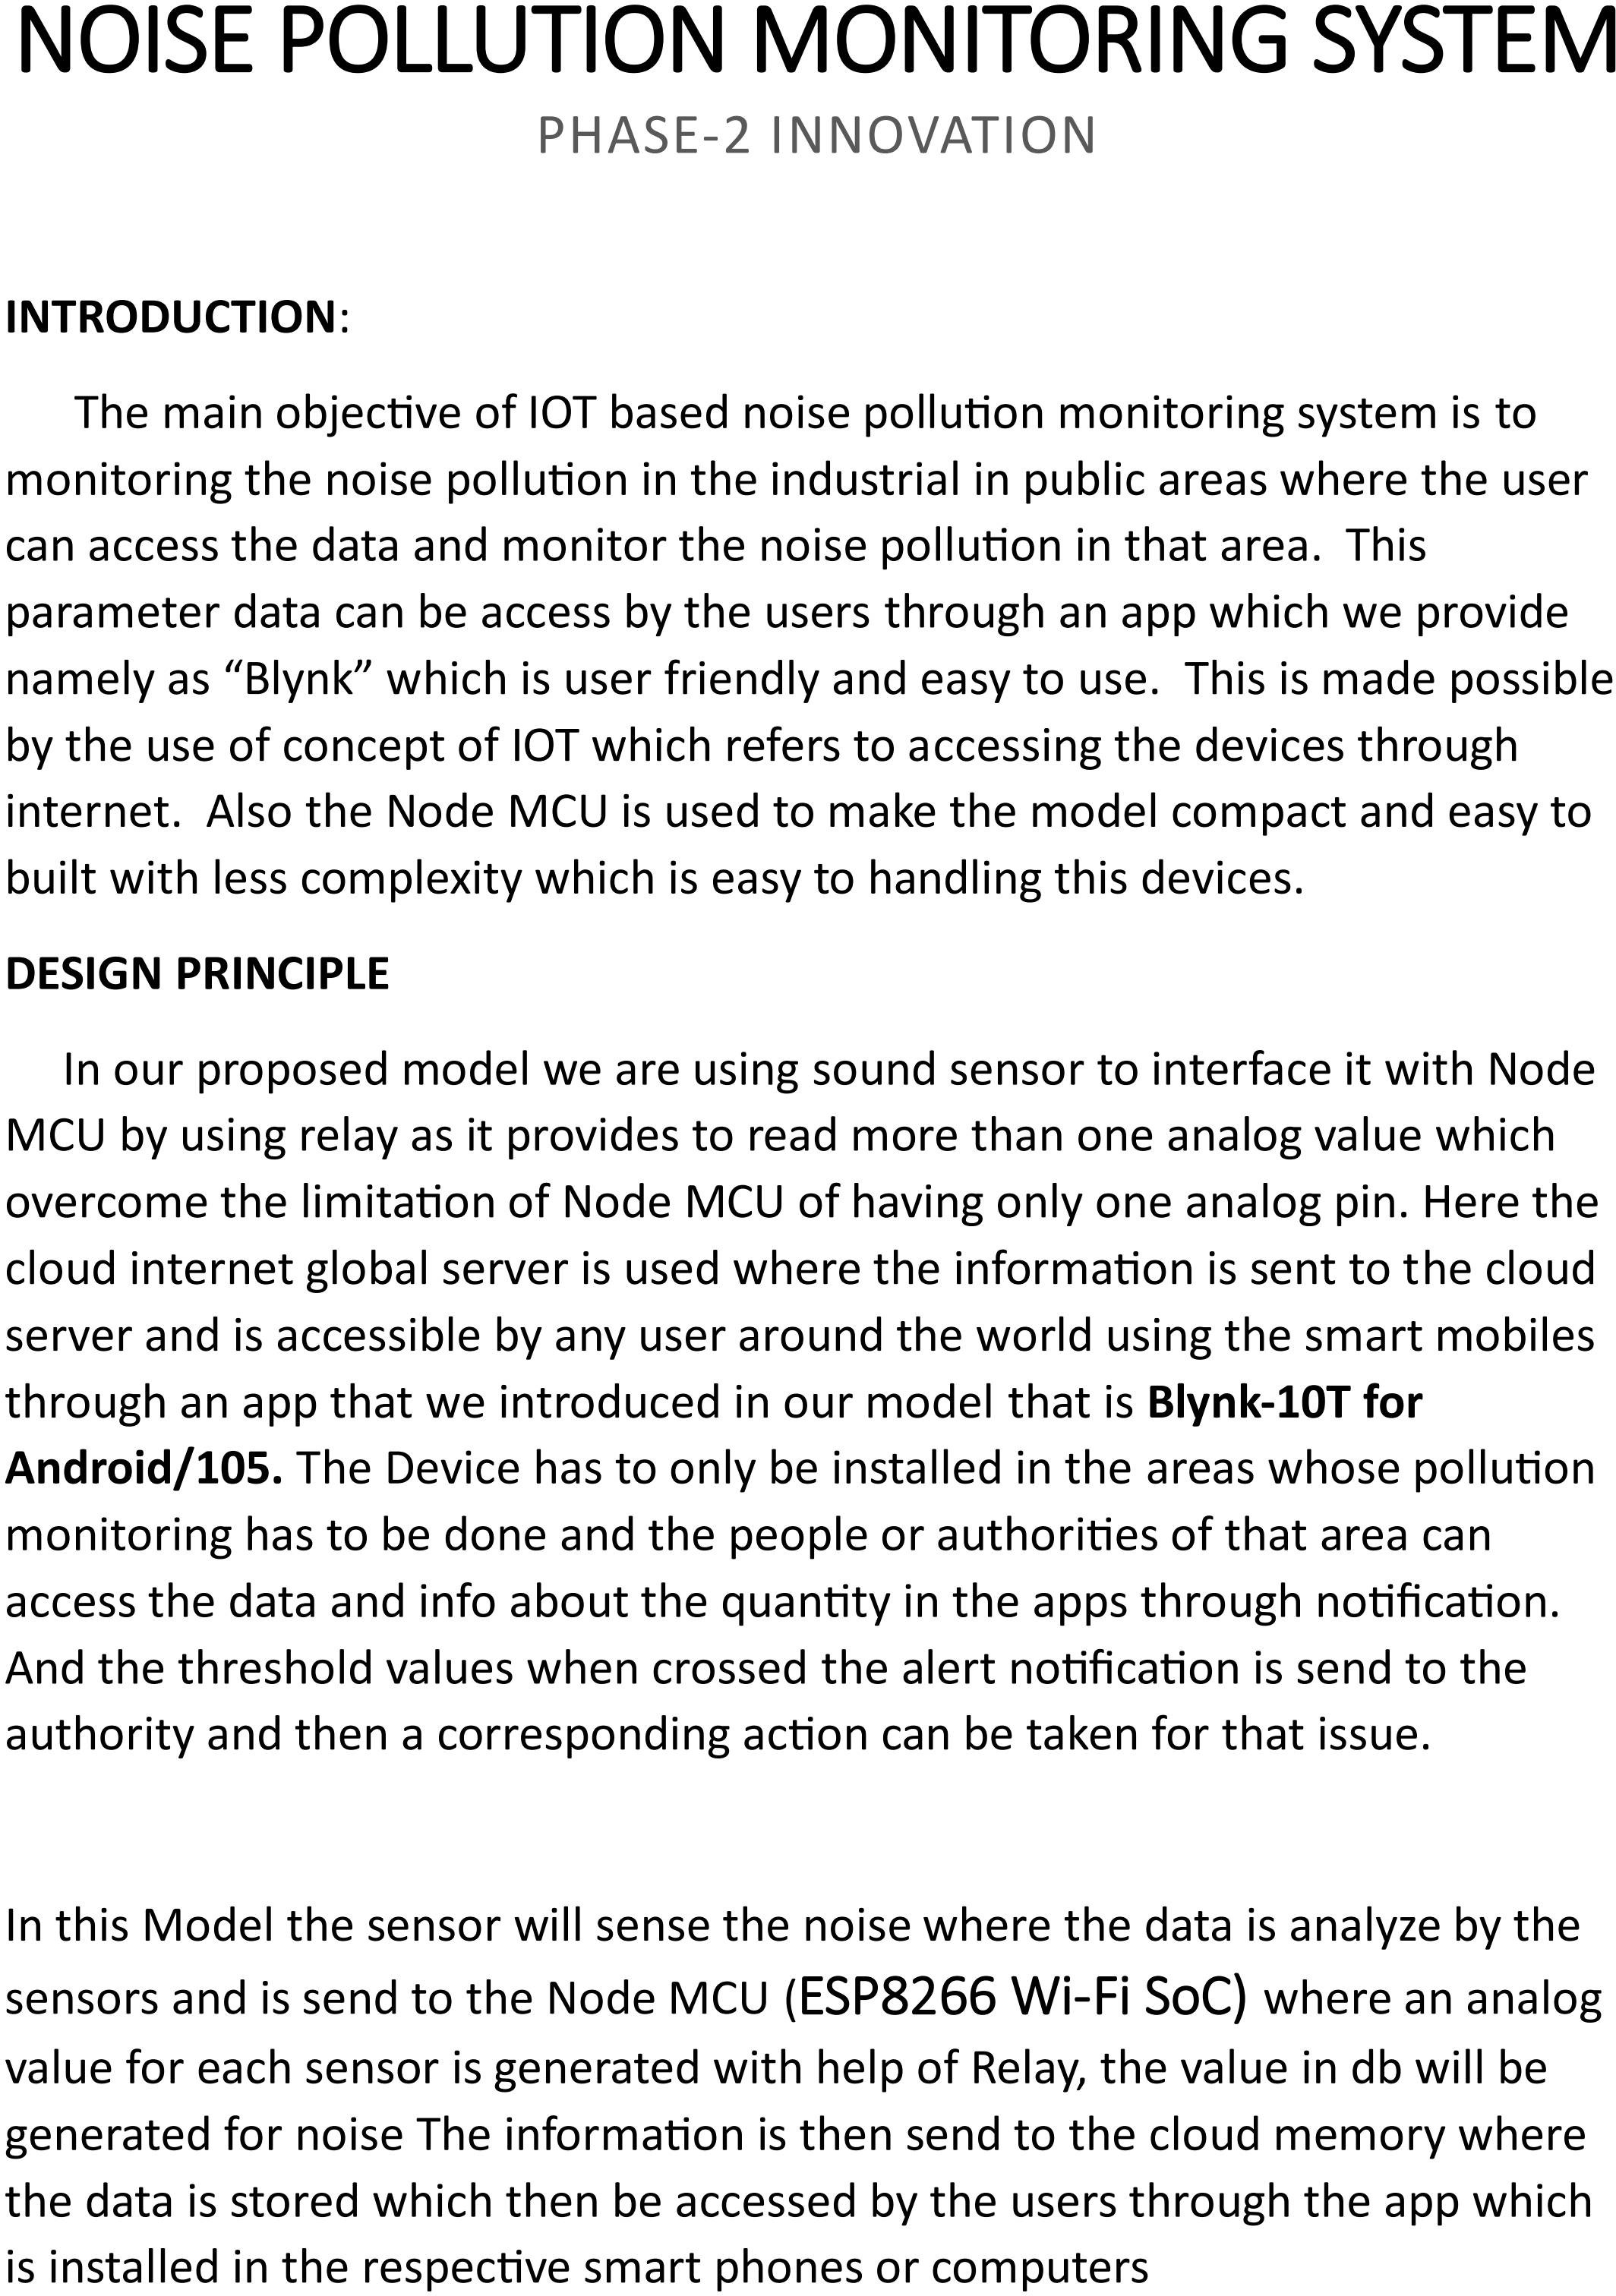 NOISE POLLUTION MONITORING SYSTEM
PHASE-2 INNOVATION
INTRODUCTION:
The main objective of IOT based noise pollution monitoring system is to
monitoring the noise pollution in the industrial in public areas where the user
can access the data and monitor the noise pollution in that area.  This
parameter data can be access by the users through an app which we provide
namely as “Blynk” which is user friendly and easy to use.  This is made possible
by the use of concept of IOT which refers to accessing the devices through
internet.  Also the Node MCU is used to make the model compact and easy to
built with less complexity which is easy to handling this devices.
DESIGN PRINCIPLE
In our proposed model we are using sound sensor to interface it with Node
MCU by using relay as it provides to read more than one analog value which
overcome the limitation of Node MCU of having only one analog pin. Here the
cloud internet global server is used where the information is sent to the cloud
server and is accessible by any user around the world using the smart mobiles
through an app that we introduced in our model that is Blynk-10T for
Android/105. The Device has to only be installed in the areas whose pollution
monitoring has to be done and the people or authorities of that area can
access the data and info about the quantity in the apps through notification.
And the threshold values when crossed the alert notification is send to the
authority and then a corresponding action can be taken for that issue.
In this Model the sensor will sense the noise where the data is analyze by the
sensors and is send to the Node MCU (ESP8266 Wi-Fi SoC) where an analog
value for each sensor is generated with help of Relay, the value in db will be
generated for noise The information is then send to the cloud memory where
the data is stored which then be accessed by the users through the app which
is installed in the respective smart phones or computers